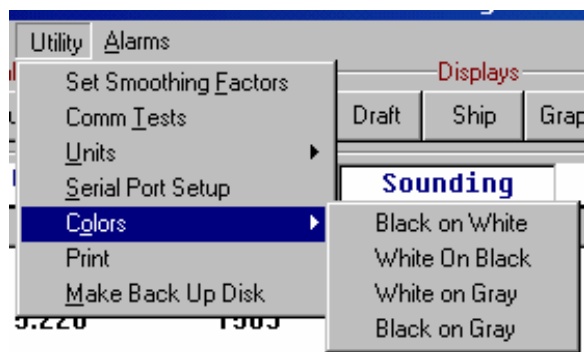 Utility Alarms
Set Smoothing Factors
Comm Tests
Units
Serial Port Setup
Colors
Print
Make Back Up Disk
Displays
Draft Ship
Sounding
Black on White
White On Black
White on Gray
Black on Gray